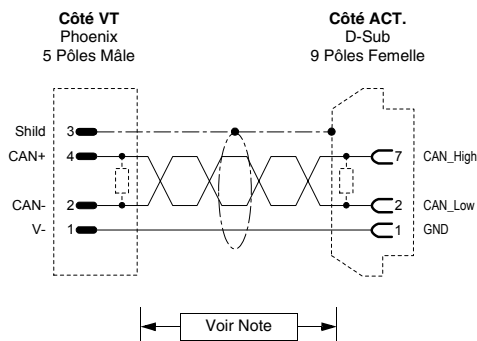 Côté VT
Phoenix
5 Pôles Mâle
Côté ACT.
D-Sub
9 Pôles Femelle
Shild 3
CAN+ 4
7 CAN_High
CAN- 2
2 CAN_Low
V- 1
1 GND
Voir Note